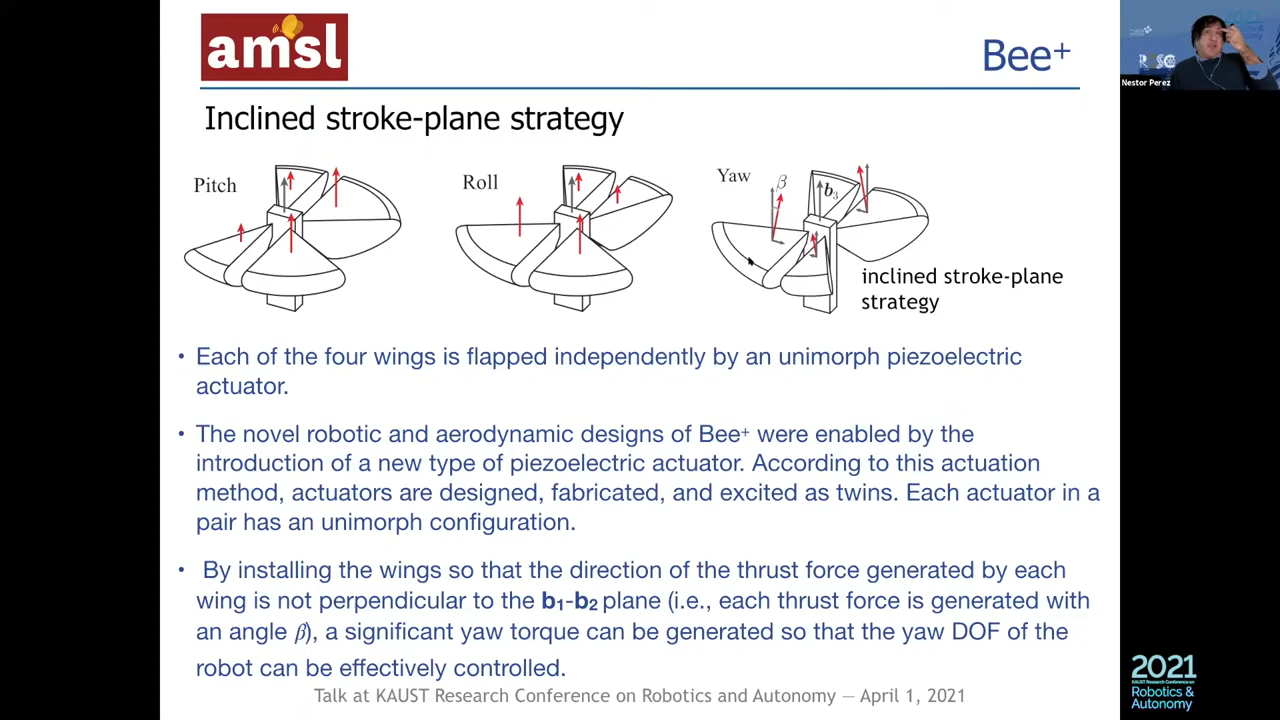 amsl
Bee+
Inclined stroke-plane strategy
Pitch
Roll
Yaw
β
b3
inclined stroke-plane
strategy
• Each of the four wings is flapped independently by an unimorph piezoelectric
actuator.
• The novel robotic and aerodynamic designs of Bee+ were enabled by the
introduction of a new type of piezoelectric actuator. According to this actuation
method, actuators are designed, fabricated, and excited as twins. Each actuator in a
pair has an unimorph configuration.
• By installing the wings so that the direction of the thrust force generated by each
wing is not perpendicular to the b1-b2 plane (i.e., each thrust force is generated with
an angle β), a significant yaw torque can be generated so that the yaw DOF of the
robot can be effectively controlled.
Talk at KAUST Research Conference on Robotics and Autonomy — April 1, 2021
Nestor Perez
2021
KAUST Research Conference on
Robotics &
Autonomy